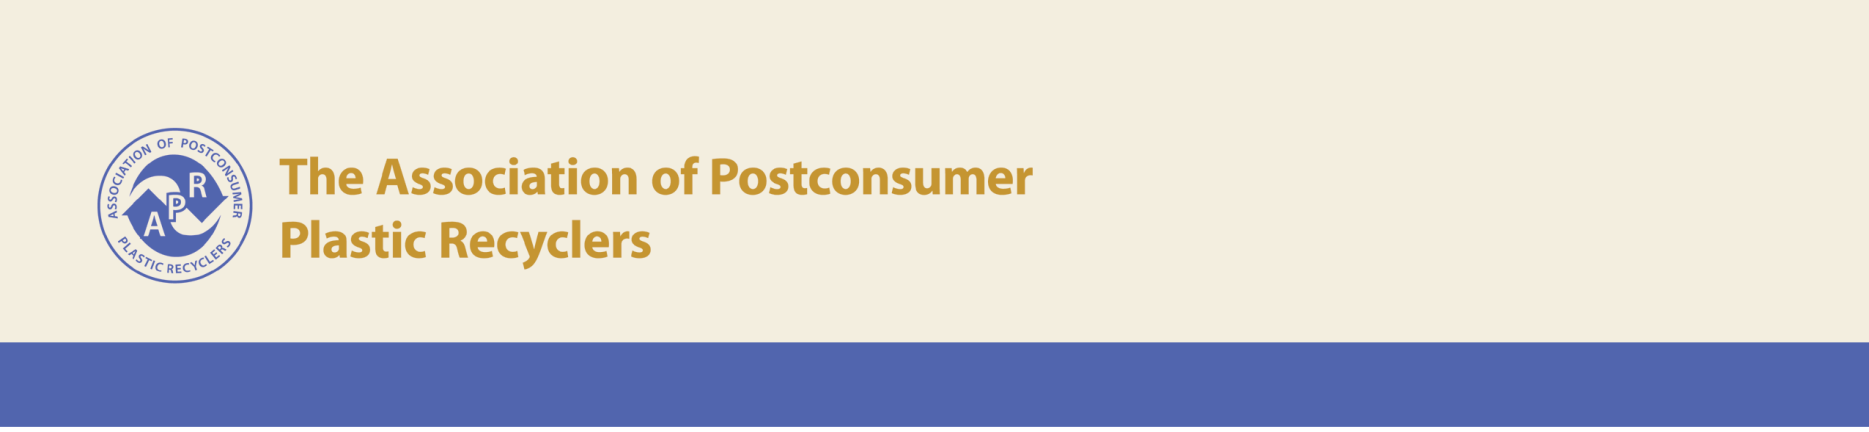 ASSOCIATION OF POSTCONSUMER
APR
PLASTIC RECYCLERS
The Association of Postconsumer
Plastic Recyclers